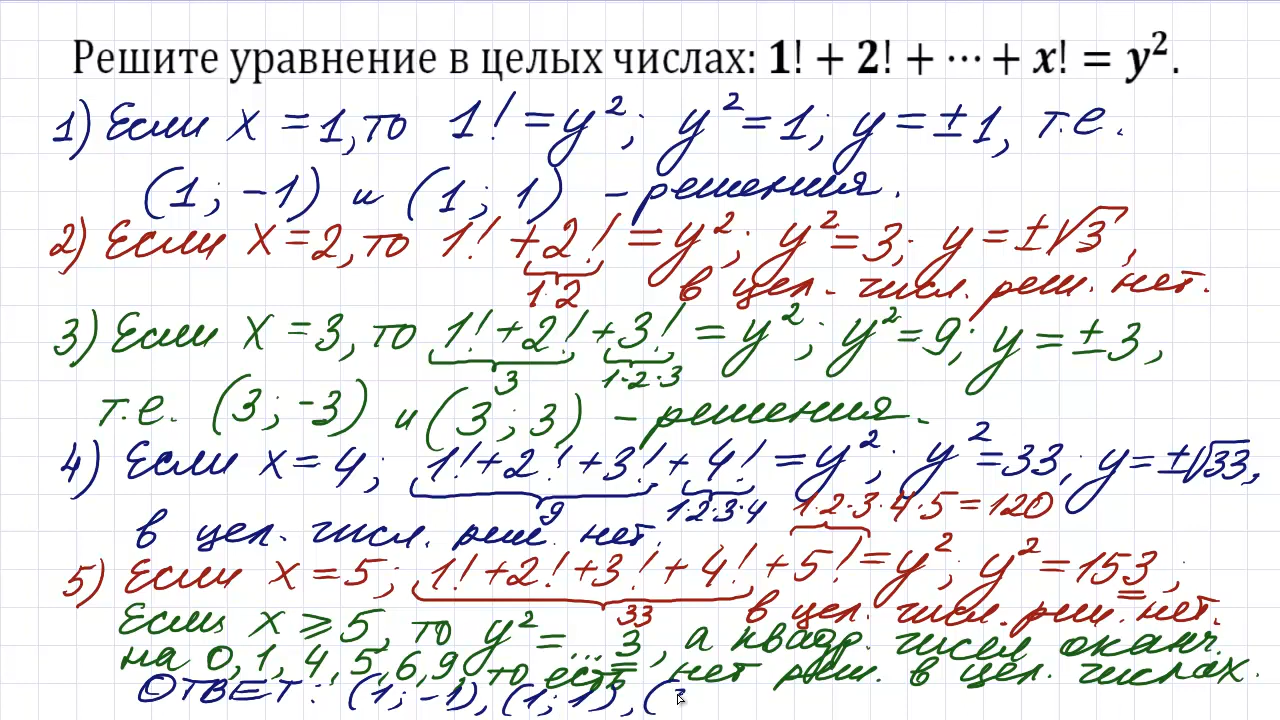 Решите уравнение в целых числах: 1! + 2! + ⋯ + x! = y².
1) Если x = 1, то 1! = y²; y² = 1; y = ±1, т.е.
(1; -1) и (1; 1) – решения.
2) Если x = 2, то 1! + 2! = y²; y² = 3; y = ±√3,
1·2 в цел. числ. реш. нет.
3) Если x = 3, то 1! + 2! + 3! = y²; y² = 9; y = ±3,
3 1·2·3
т.е. (3; -3) и (3; 3) – решения.
4) Если x = 4; 1! + 2! + 3! + 4! = y²; y² = 33; y = ±√33,
9 1·2·3·4 1·2·3·4·5 = 120
в цел. числ. реш. нет.
5) Если x = 5; 1! + 2! + 3! + 4! + 5! = y²; y² = 153;
33 в цел. числ. реш. нет.
Если x ⩾ 5, то y² = ...3, а квадр. чисел оканч.
на 0, 1, 4, 5, 6, 9, то есть нет реш. в цел. числах.
ОТВЕТ: (1; -1), (1; 1), (3